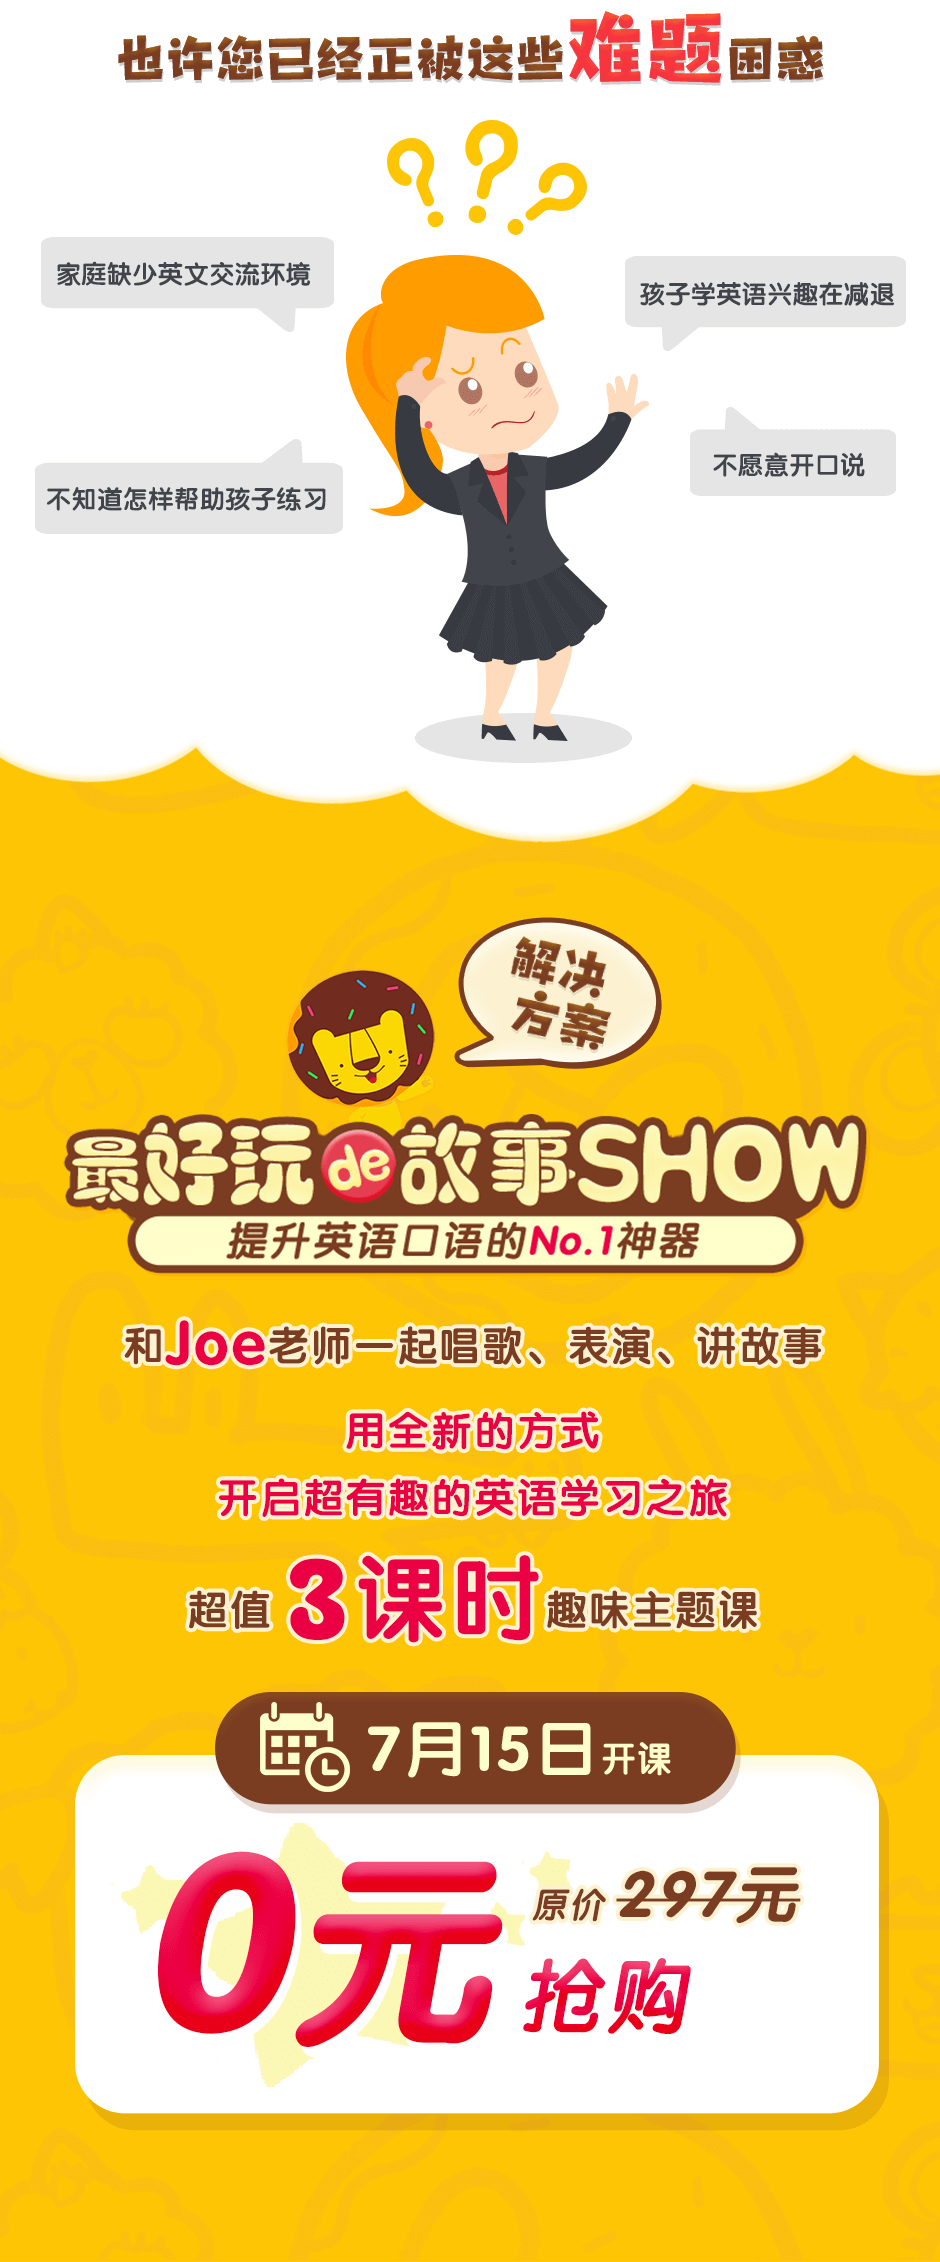 也许您已经正被这些难题困惑
家庭缺少英文交流环境
孩子学英语兴趣在减退
不愿意开口说
不知道怎样帮助孩子练习
解决
方案
最好玩de故事SHOW
提升英语口语的No.1神器
和Joe老师一起唱歌、表演、讲故事
用全新的方式
开启超有趣的英语学习之旅
超值3课时趣味主题课
7月15日开课
0元
原价297元
抢购